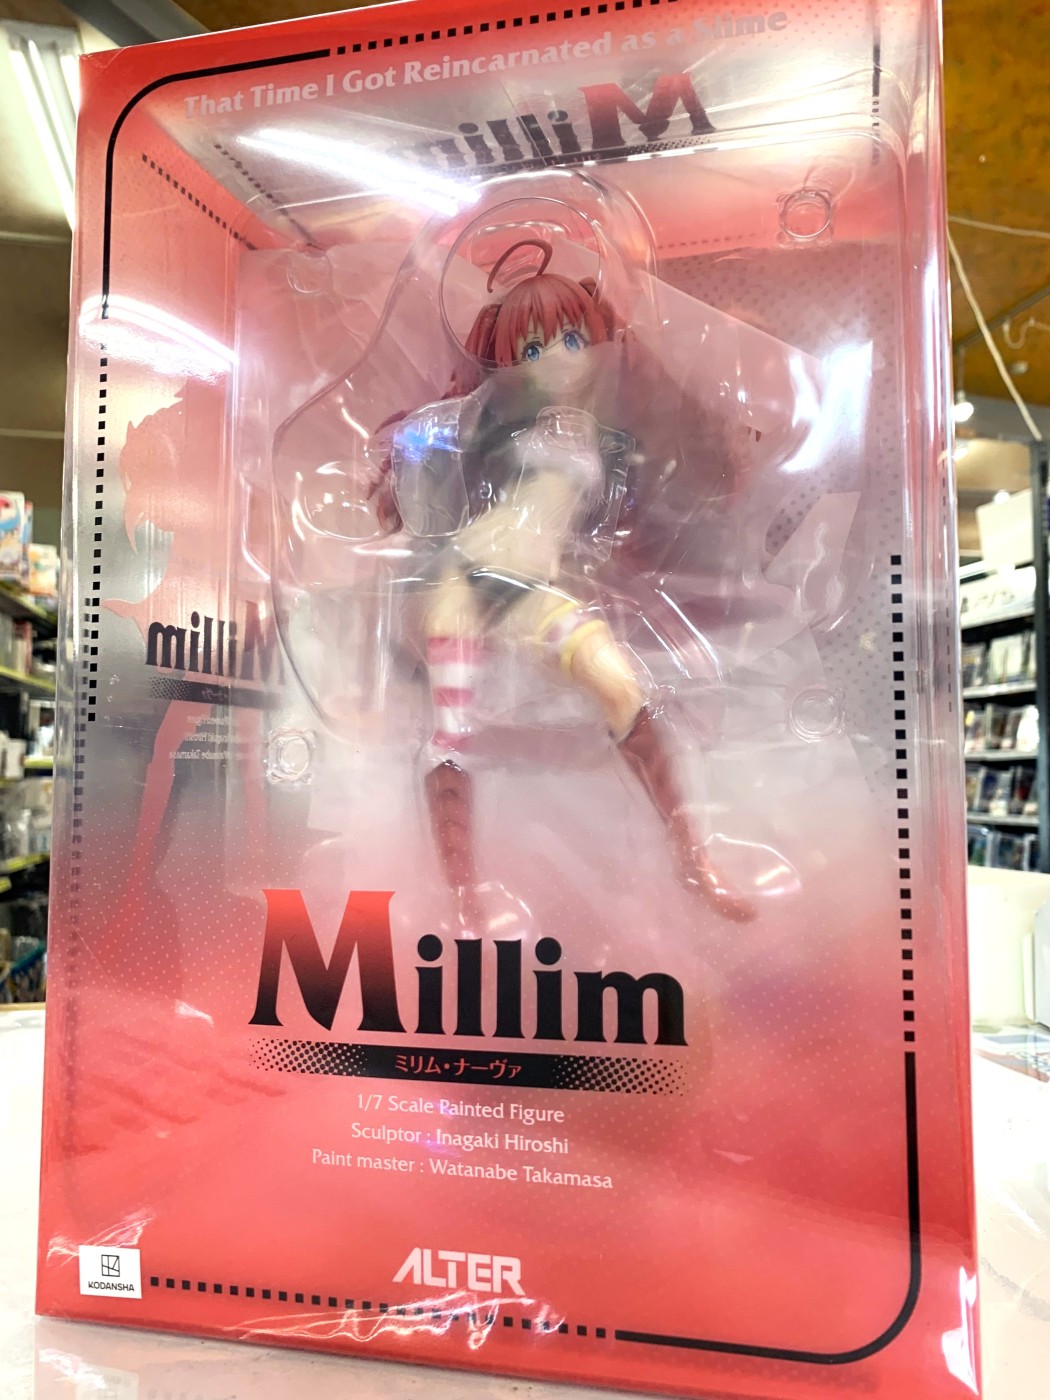 That Time I Got Reincarnated as a Slime
Millim
Millim
Millim
ミリム・ナーヴァ
1/7 Scale Painted Figure
Sculptor : Inagaki Hiroshi
Paint master : Watanabe Takamasa
ALTER
KODANSHA